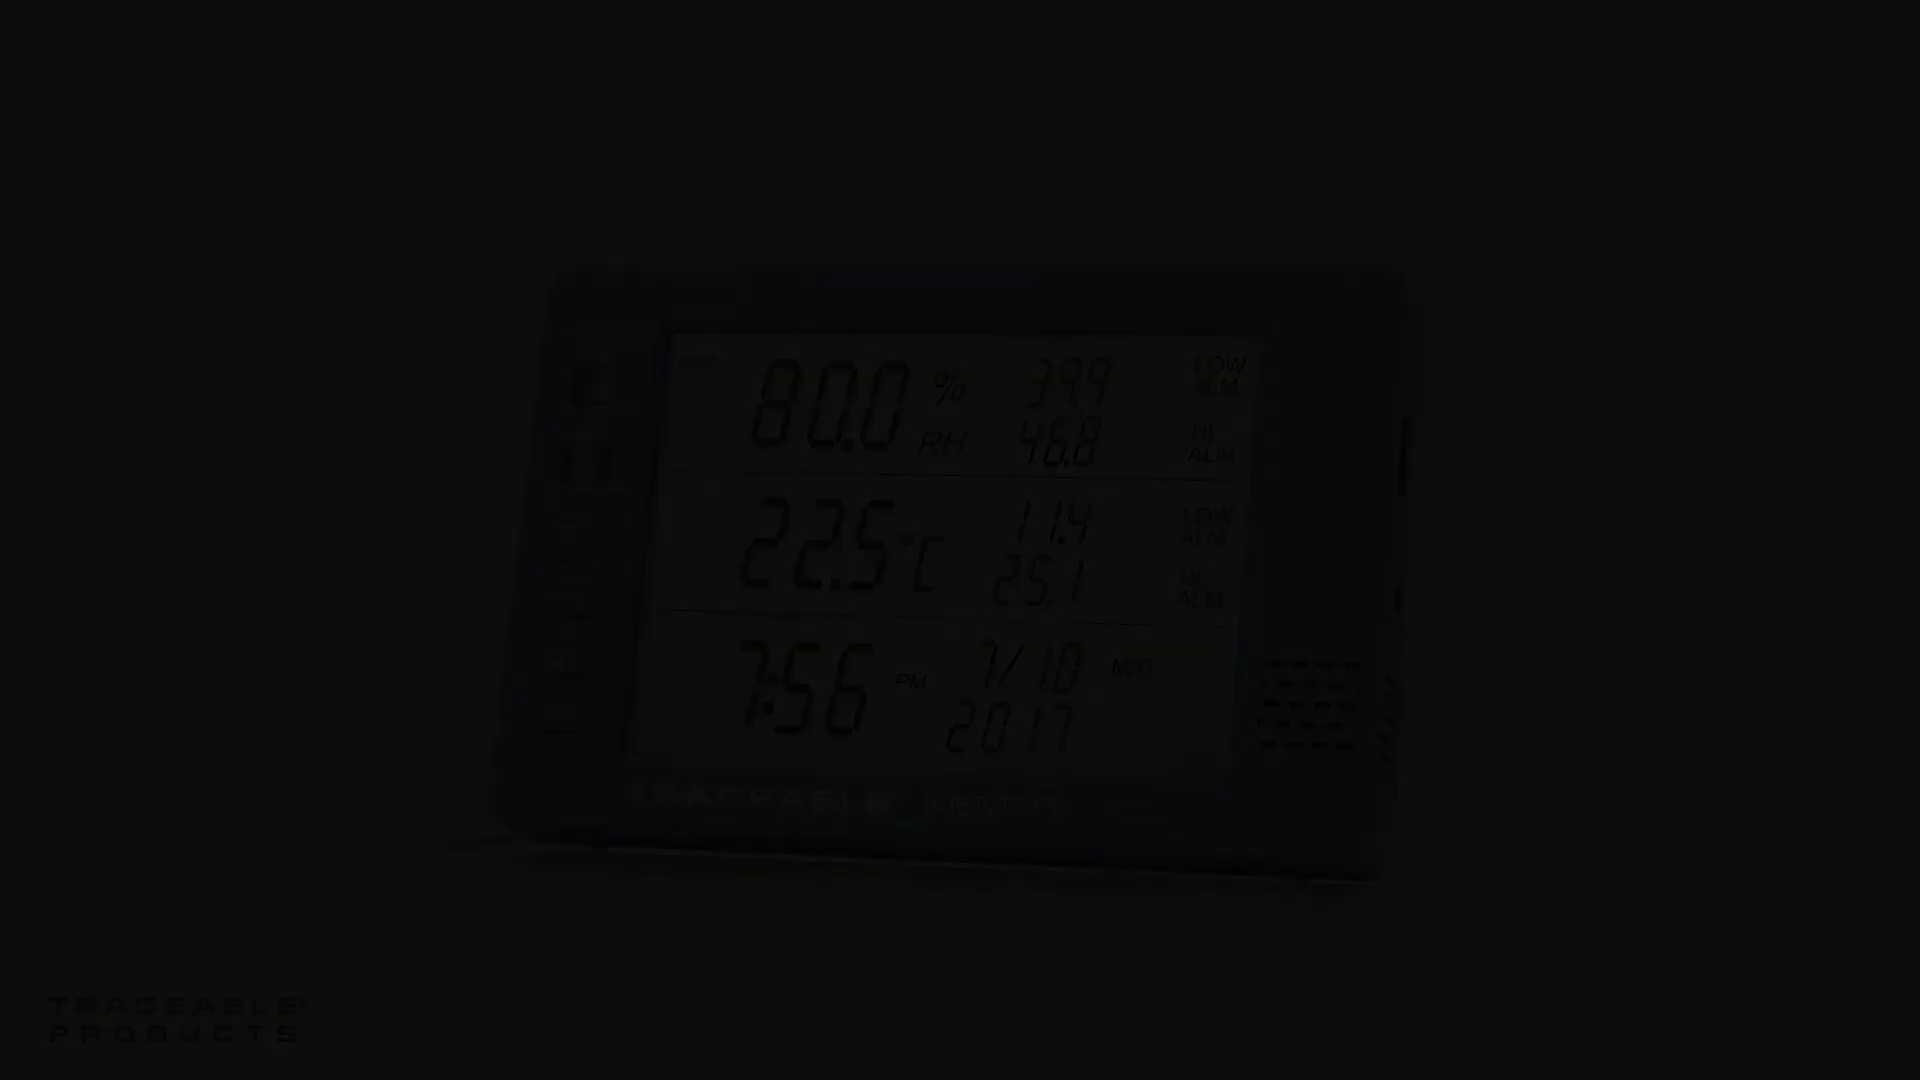 80.0 % RH 39.9 LOW ALM
46.8 HI ALM
22.5 °C 11.4 LOW ALM
25.1 HI ALM
7:56 PM 7/10 M/D
2017
TRACEABLE
TRACEABLE
PRODUCTS